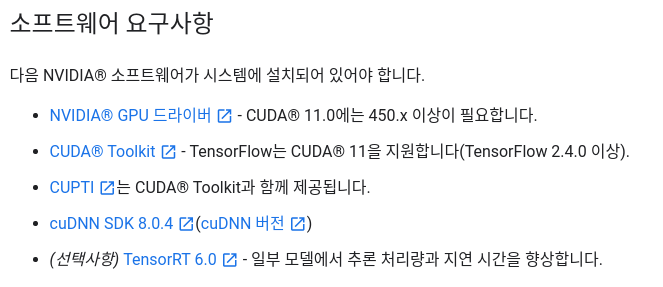 소프트웨어 요구사항
다음 NVIDIA® 소프트웨어가 시스템에 설치되어 있어야 합니다.
• NVIDIA® GPU 드라이버 - CUDA® 11.0에는 450.x 이상이 필요합니다.
• CUDA® Toolkit - TensorFlow는 CUDA® 11을 지원합니다(TensorFlow 2.4.0 이상).
• CUPTI는 CUDA® Toolkit과 함께 제공됩니다.
• cuDNN SDK 8.0.4 (cuDNN 버전)
• (선택사항) TensorRT 6.0 - 일부 모델에서 추론 처리량과 지연 시간을 향상합니다.